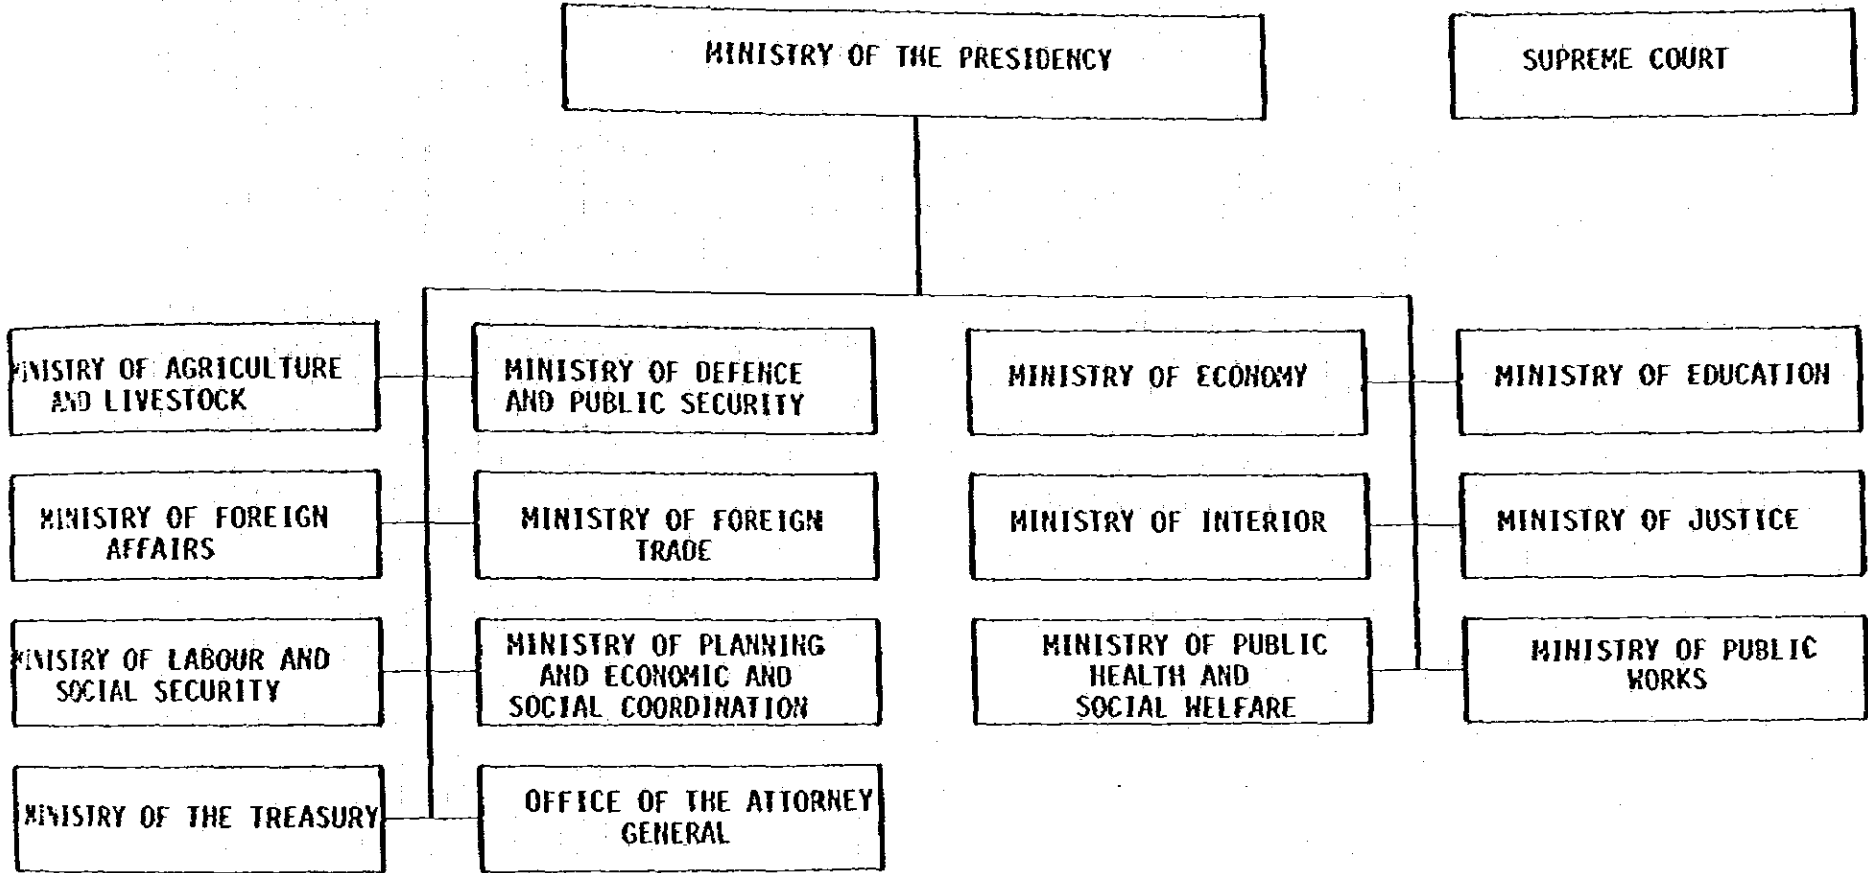 MINISTRY OF THE PRESIDENCY
SUPREME COURT
MINISTRY OF AGRICULTURE
AND LIVESTOCK
MINISTRY OF DEFENCE
AND PUBLIC SECURITY
MINISTRY OF ECONOMY
MINISTRY OF EDUCATION
MINISTRY OF FOREIGN
AFFAIRS
MINISTRY OF FOREIGN
TRADE
MINISTRY OF INTERIOR
MINISTRY OF JUSTICE
MINISTRY OF LABOUR AND
SOCIAL SECURITY
MINISTRY OF PLANNING
AND ECONOMIC AND
SOCIAL COORDINATION
MINISTRY OF PUBLIC
HEALTH AND
SOCIAL WELFARE
MINISTRY OF PUBLIC
WORKS
MINISTRY OF THE TREASURY
OFFICE OF THE ATTORNEY
GENERAL